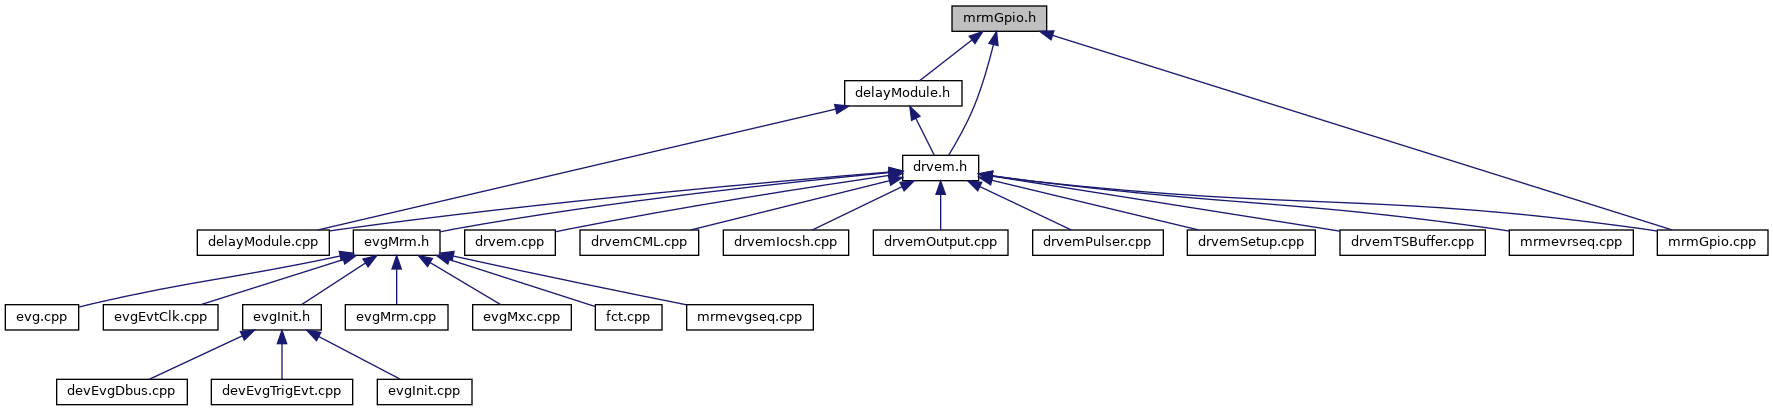 mrmGpio.h
delayModule.h
drvem.h
delayModule.cpp
evgMrm.h
drvem.cpp
drvemCML.cpp
drvemIocsh.cpp
drvemOutput.cpp
drvemPulser.cpp
drvemSetup.cpp
drvemTSBuffer.cpp
mrmevrseq.cpp
mrmGpio.cpp
evg.cpp
evgEvtClk.cpp
evgInit.h
evgMrm.cpp
evgMxc.cpp
fct.cpp
mrmevgseq.cpp
devEvgDbus.cpp
devEvgTrigEvt.cpp
evgInit.cpp